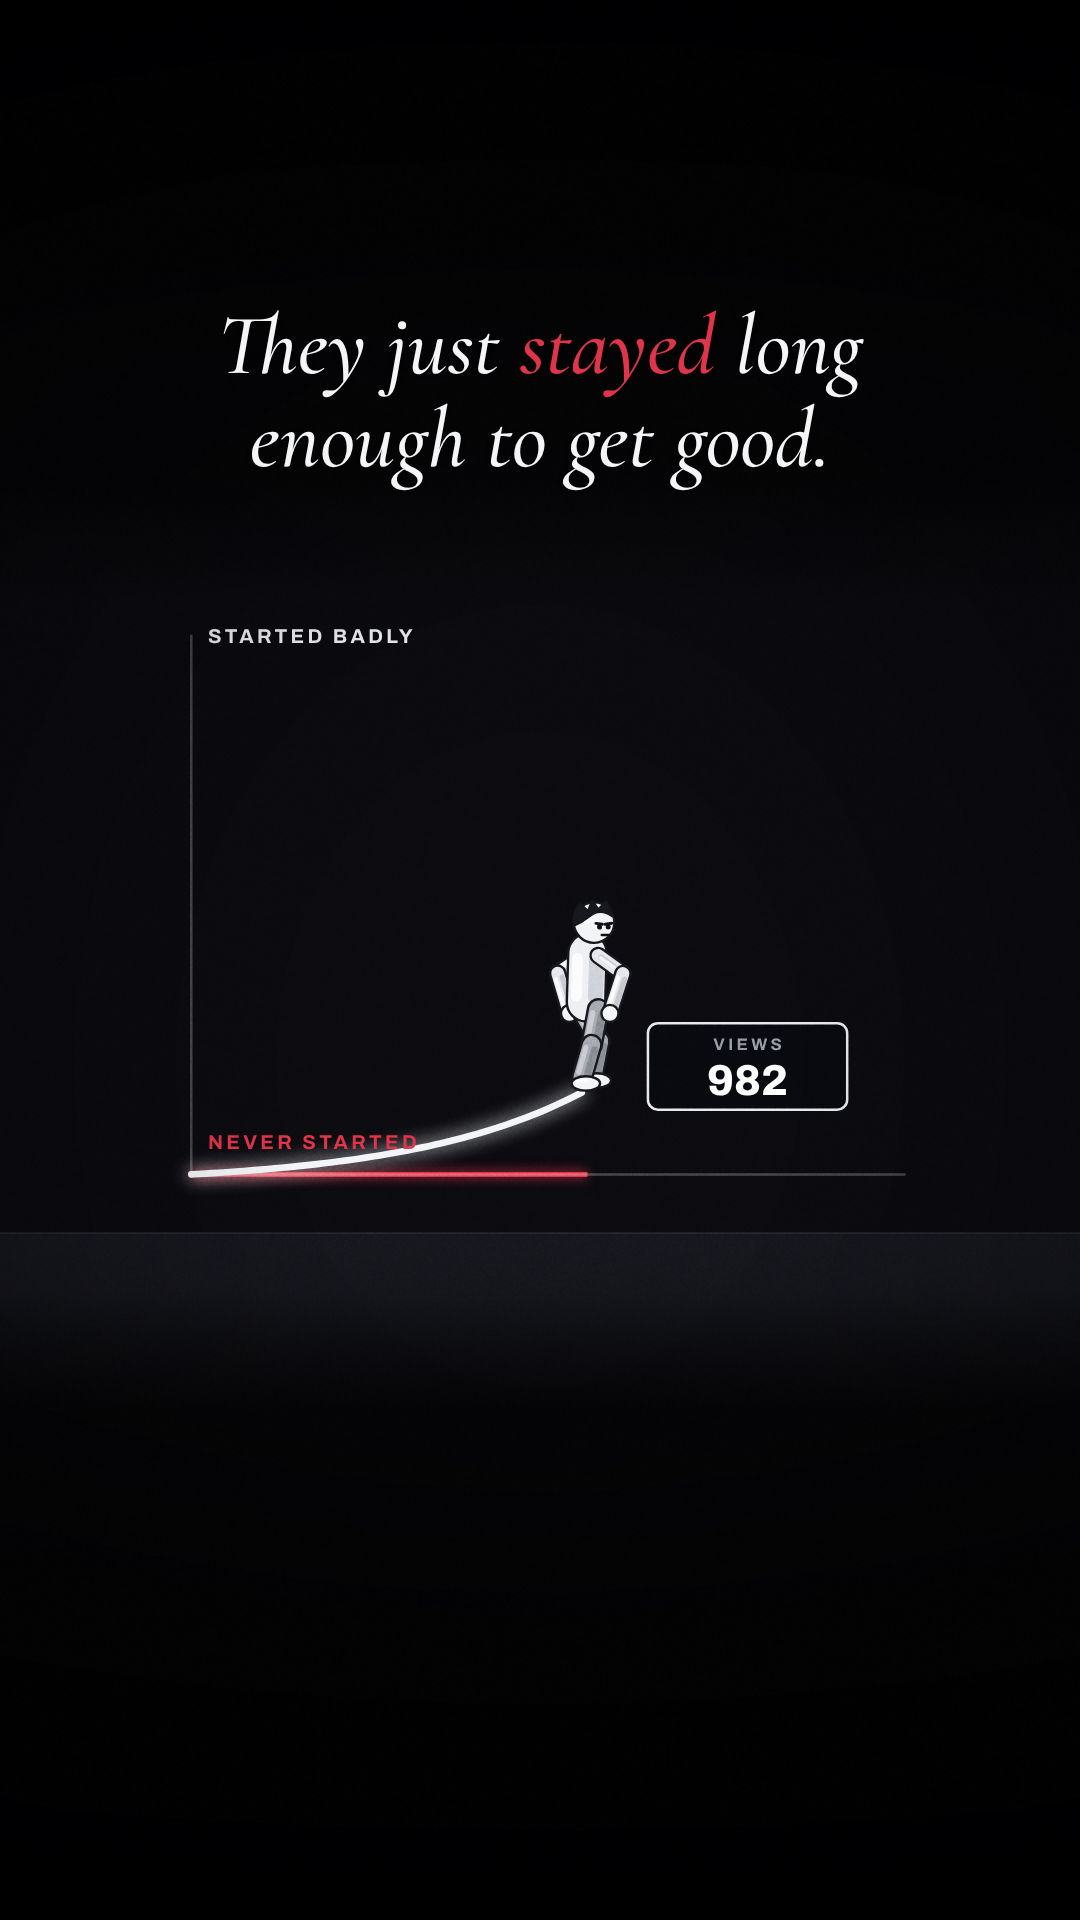 They just stayed long
enough to get good.
STARTED BADLY
VIEWS
982
NEVER STARTED